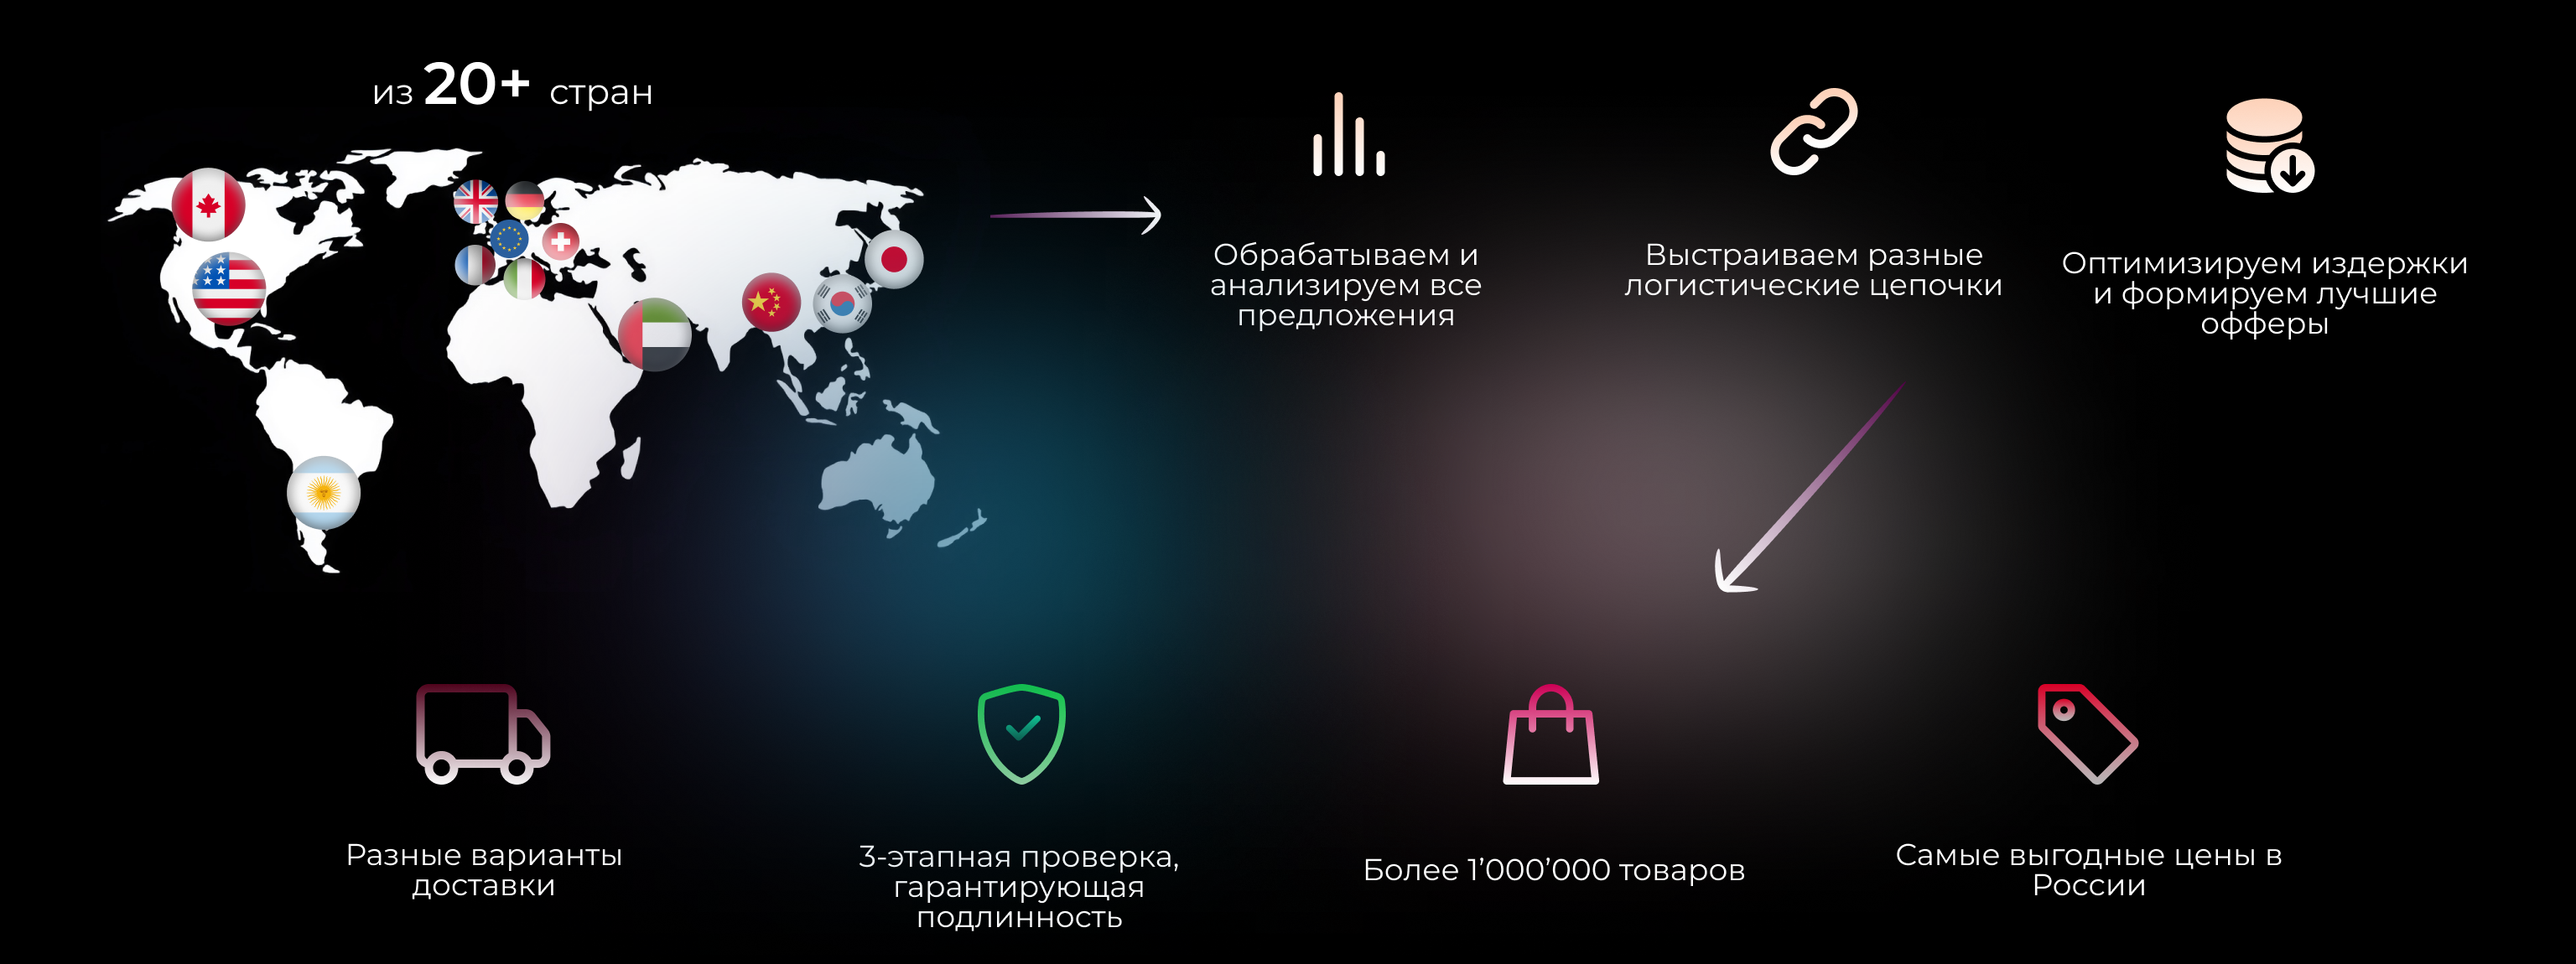 из 20+ стран
Обрабатываем и
анализируем все
предложения
Выстраиваем разные
логистические цепочки
Оптимизируем издержки
и формируем лучшие
офферы
Разные варианты
доставки
3-этапная проверка,
гарантирующая
подлинность
Более 1’000’000 товаров
Самые выгодные цены в
России